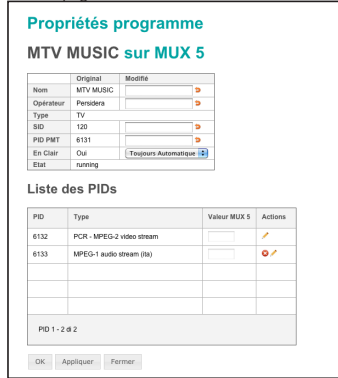 Propriétés programme
MTV MUSIC sur MUX 5
Original Modifié
Nom MTV MUSIC
Opérateur Persidera
Type TV
SID 120
PID PMT 6131
En Clair Oui Toujours Automatique
Etat running
Liste des PIDs
PID Type Valeur MUX 5 Actions
6132 PCR - MPEG-2 video stream
6133 MPEG-1 audio stream (ita)
PID 1 - 2 di 2
OK Appliquer Fermer